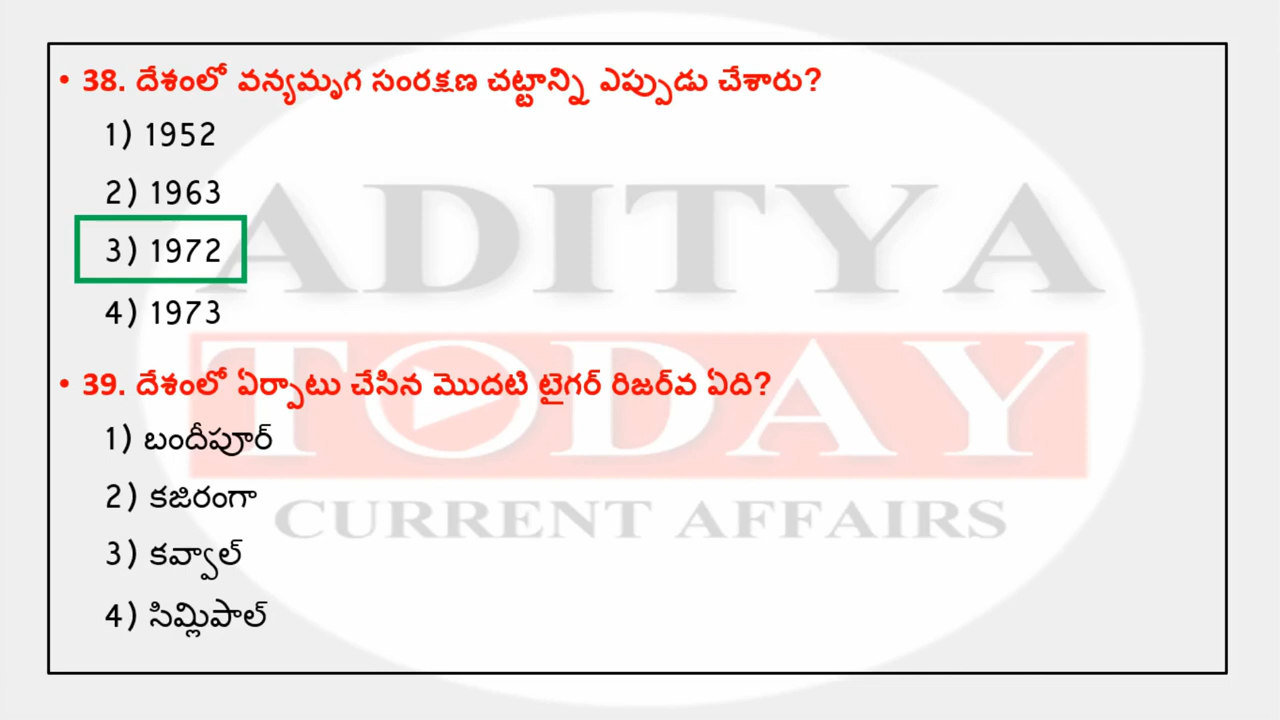 • 38. దేశంలో వన్యమృగ సంరక్షణ చట్టాన్ని ఎప్పుడు చేశారు?
1) 1952
2) 1963
3) 1972
4) 1973
• 39. దేశంలో ఏర్పాటు చేసిన మొదటి టైగర్ రిజర్‌వ ఏది?
1) బందీపూర్
2) కజిరంగా
3) కవ్వాల్
4) సిమ్లిపాల్
ADITYA
TODAY
CURRENT AFFAIRS